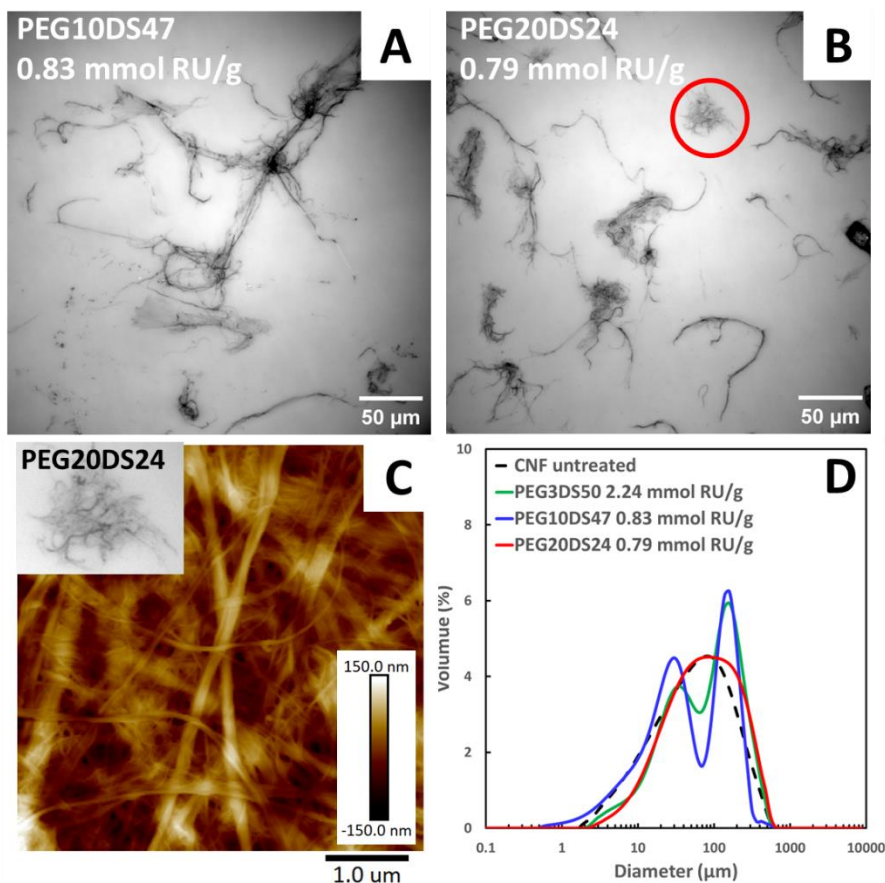 PEG10DS47
0.83 mmol RU/g
A
50 µm
PEG20DS24
0.79 mmol RU/g
B
50 µm
PEG20DS24
C
150.0 nm
-150.0 nm
1.0 um
D
CNF untreated
PEG3DS50 2.24 mmol RU/g
PEG10DS47 0.83 mmol RU/g
PEG20DS24 0.79 mmol RU/g
Volumue (%)
10
8
6
4
2
0
0.1 1 10 100 1000 10000
Diameter (µm)